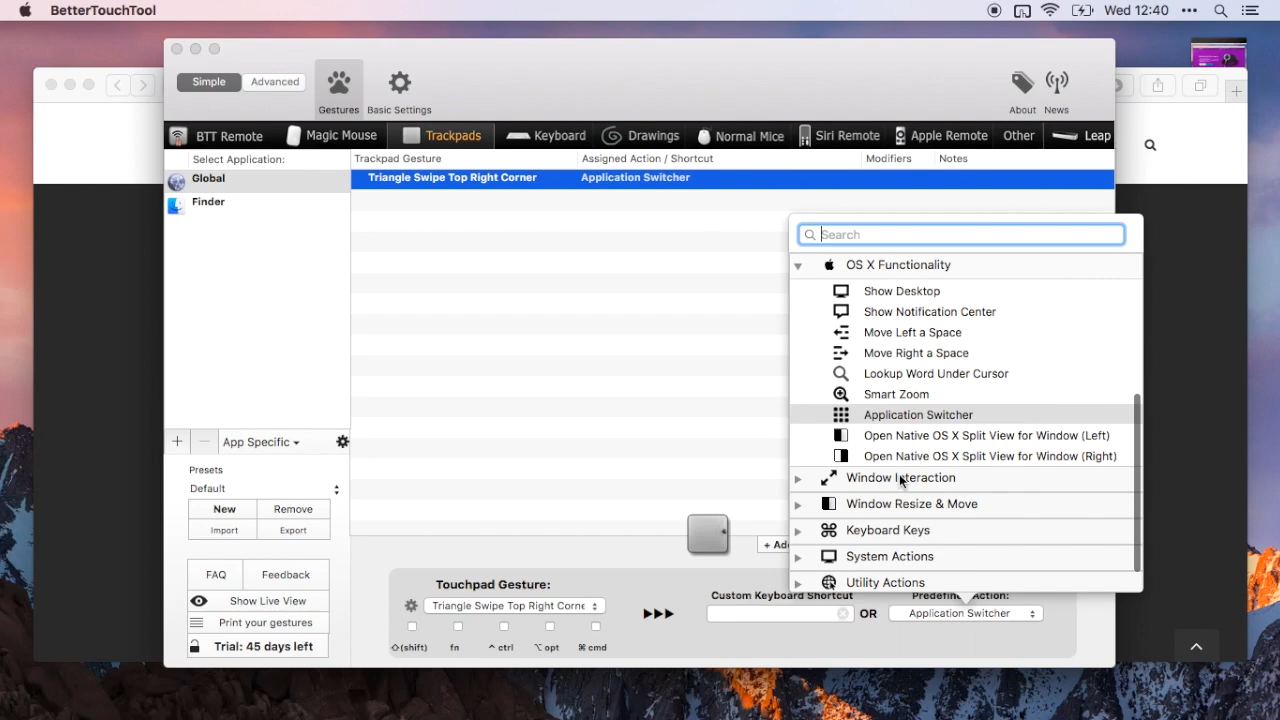 BetterTouchTool
Wed 12:40
Simple
Advanced
Gestures
Basic Settings
About
News
BTT Remote
Magic Mouse
Trackpads
Keyboard
Drawings
Normal Mice
Siri Remote
Apple Remote
Other
Leap
Select Application:
Trackpad Gesture
Assigned Action / Shortcut
Modifiers
Notes
Global
Triangle Swipe Top Right Corner
Application Switcher
Finder
Search
OS X Functionality
Show Desktop
Show Notification Center
Move Left a Space
Move Right a Space
Lookup Word Under Cursor
Smart Zoom
Application Switcher
Open Native OS X Split View for Window (Left)
Open Native OS X Split View for Window (Right)
Window Interaction
Window Resize & Move
Keyboard Keys
System Actions
Utility Actions
App Specific
Presets
Default
New
Remove
Import
Export
FAQ
Feedback
Show Live View
Print your gestures
Trial: 45 days left
+ Add
Touchpad Gesture:
Triangle Swipe Top Right Corne
(shift)
fn
^ ctrl
⌥ opt
⌘ cmd
Custom Keyboard Shortcut
OR
Predefined Action:
Application Switcher